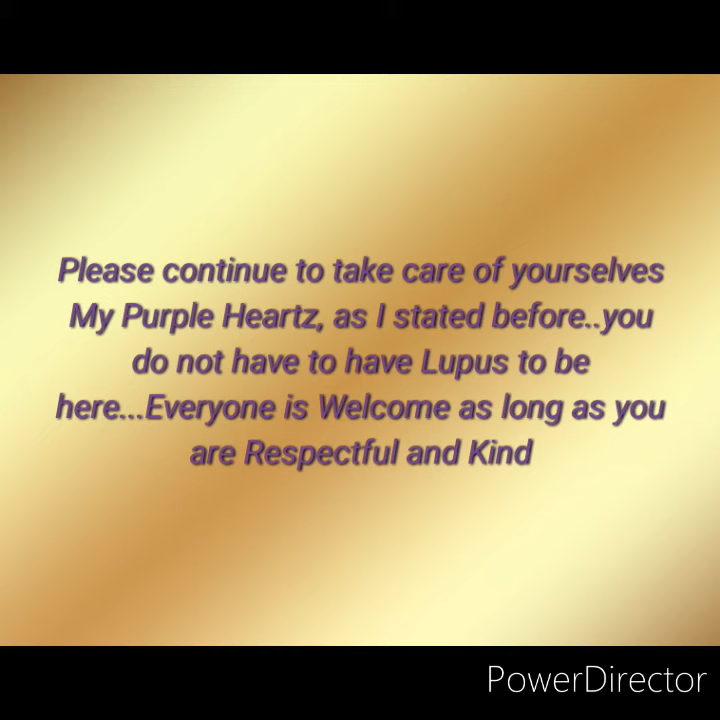 Please continue to take care of yourselves
My Purple Heartz, as I stated before..you
do not have to have Lupus to be
here...Everyone is Welcome as long as you
are Respectful and Kind
PowerDirector